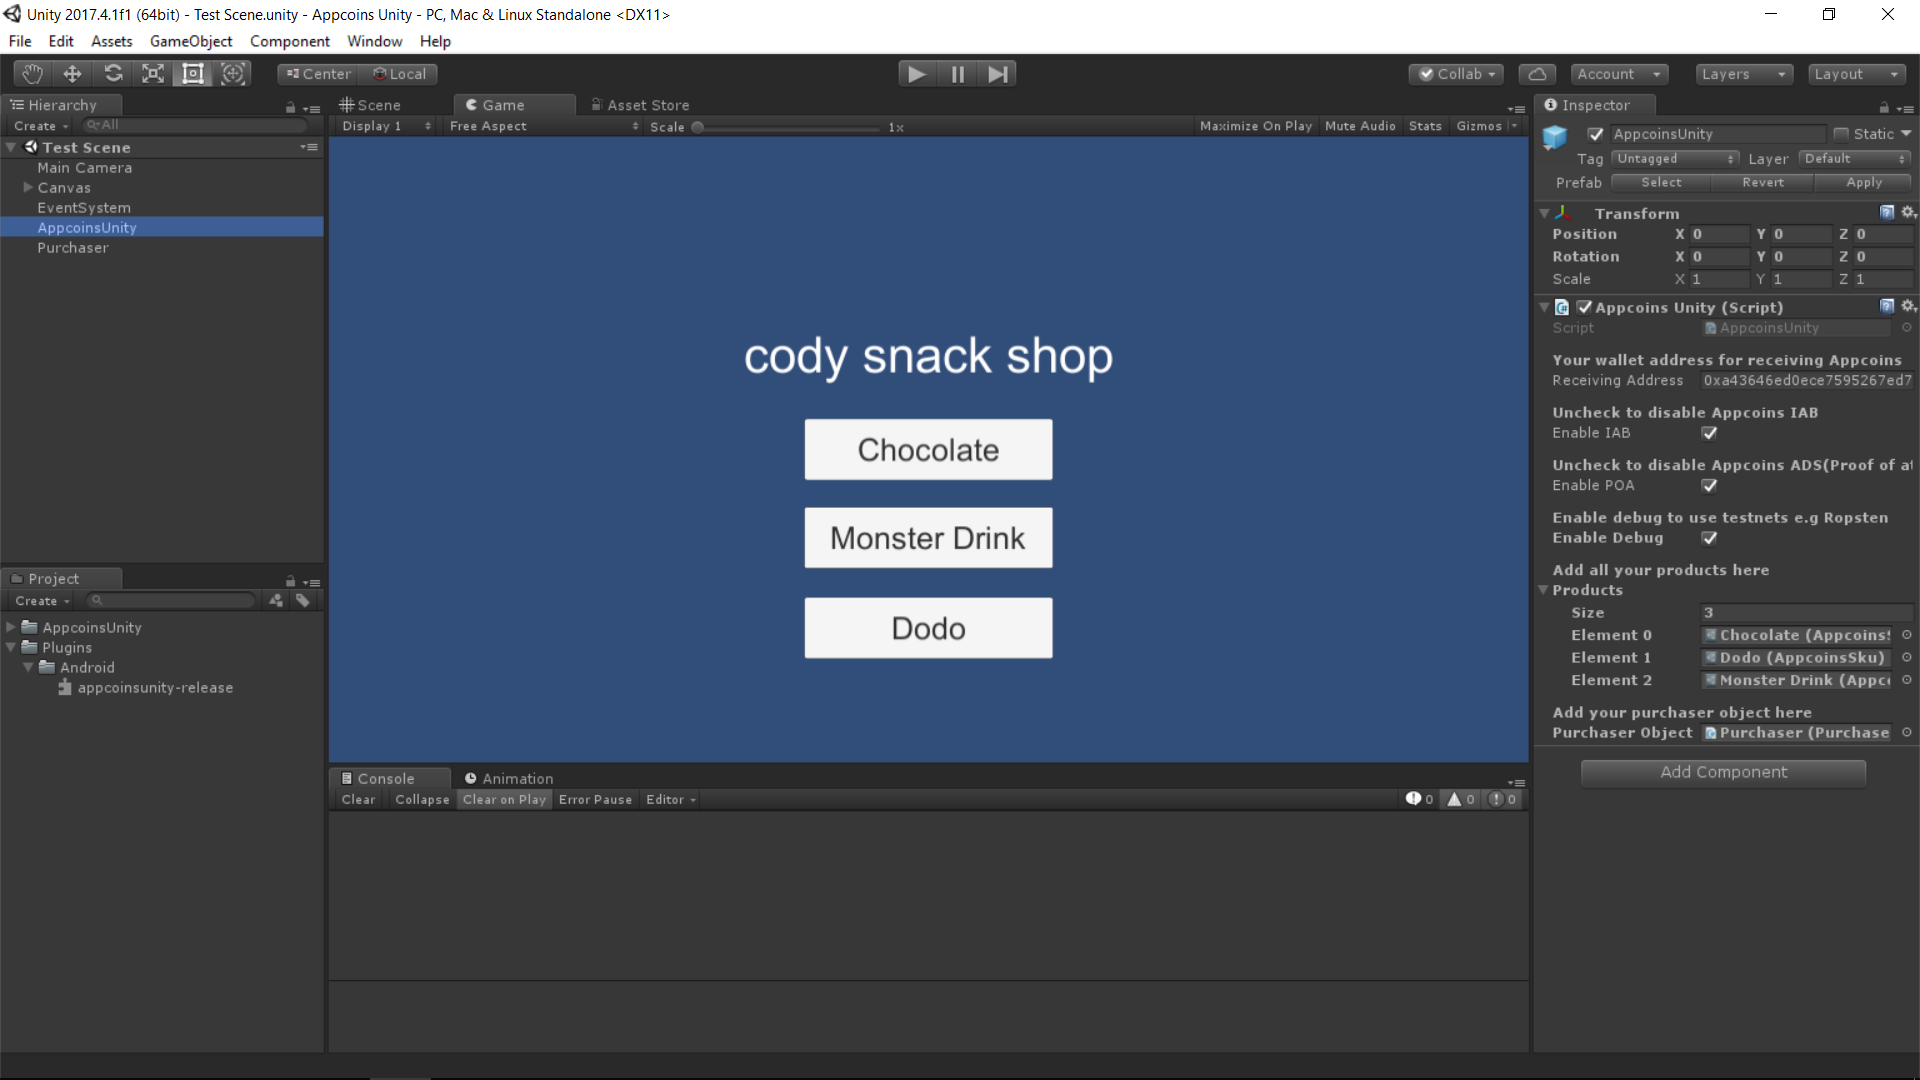 Unity 2017.4.1f1 (64bit) - Test Scene.unity - Appcoins Unity - PC, Mac & Linux Standalone <DX11>
File Edit Assets GameObject Component Window Help
Center Local Collab Account Layers Layout
Hierarchy
Create All
Test Scene
Main Camera
Canvas
EventSystem
AppcoinsUnity
Purchaser
Project
Create
AppcoinsUnity
Plugins
Android
appcoinsunity-release
Scene Game Asset Store
Display 1 Free Aspect Scale 1x Maximize On Play Mute Audio Stats Gizmos
cody snack shop
Chocolate
Monster Drink
Dodo
Console Animation
Clear Collapse Clear on Play Error Pause Editor 0 0 0
Inspector
AppcoinsUnity Static
Tag Untagged Layer Default
Prefab Select Revert Apply
Transform
Position X 0 Y 0 Z 0
Rotation X 0 Y 0 Z 0
Scale X 1 Y 1 Z 1
Appcoins Unity (Script)
Script AppcoinsUnity
Your wallet address for receiving Appcoins
Receiving Address 0xa43646ed0ece7595267ed7
Uncheck to disable Appcoins IAB
Enable IAB
Uncheck to disable Appcoins ADS(Proof of at
Enable POA
Enable debug to use testnets e.g Ropsten
Enable Debug
Add all your products here
Products
Size 3
Element 0 Chocolate (AppcoinsS
Element 1 Dodo (AppcoinsSku)
Element 2 Monster Drink (Appco
Add your purchaser object here
Purchaser Object Purchaser (Purchase
Add Component